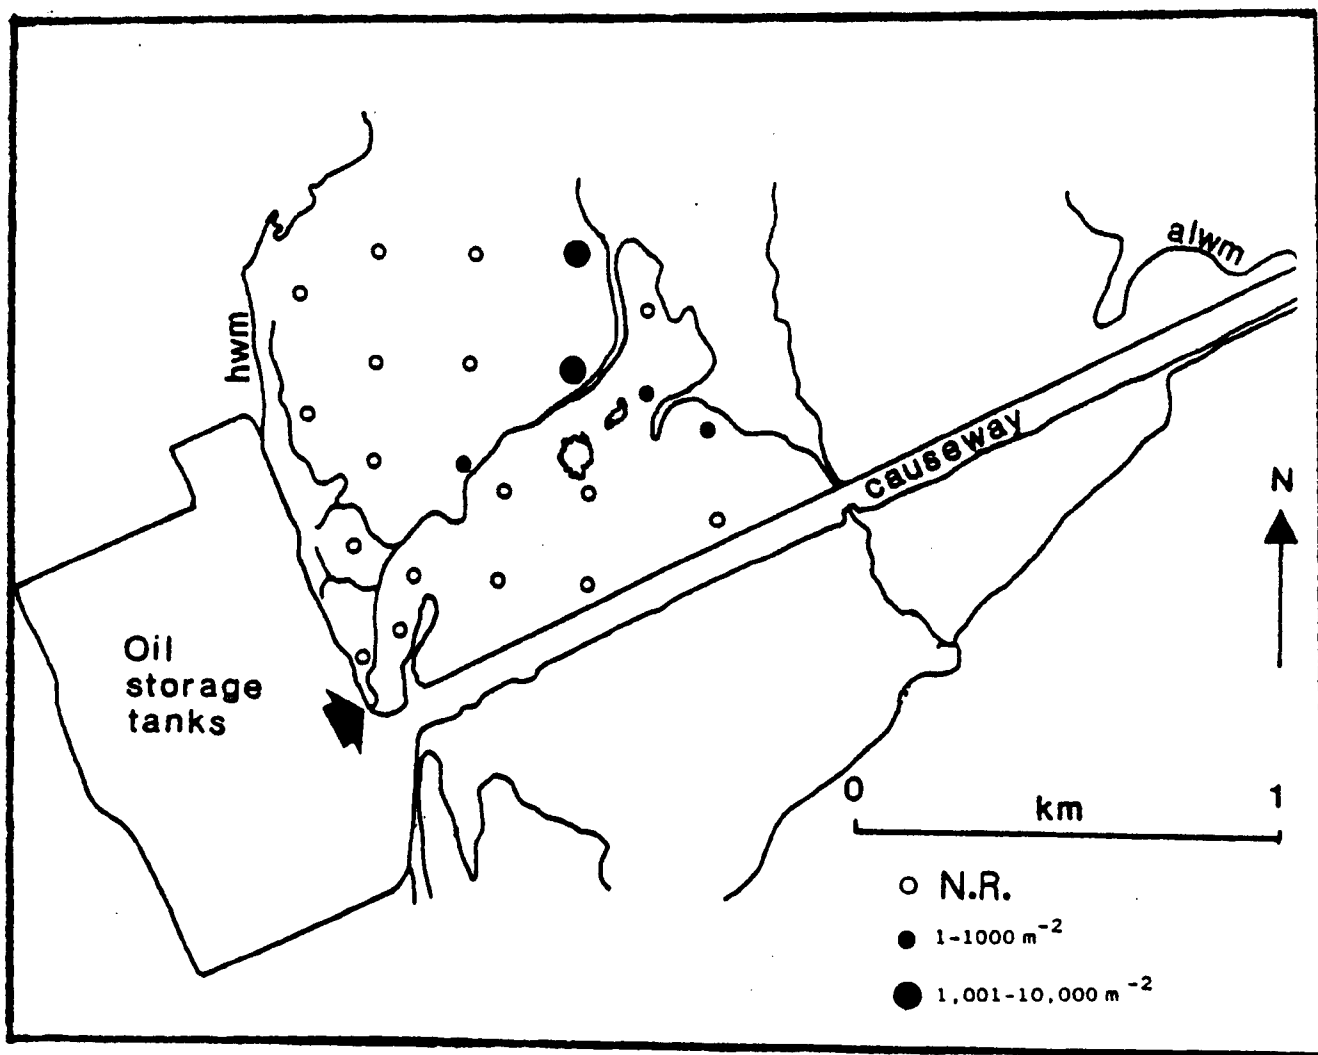 alwm
hwm
causeway
N
Oil
storage
tanks
0 km 1
N.R.
1-1000 m⁻²
1,001-10,000 m⁻²